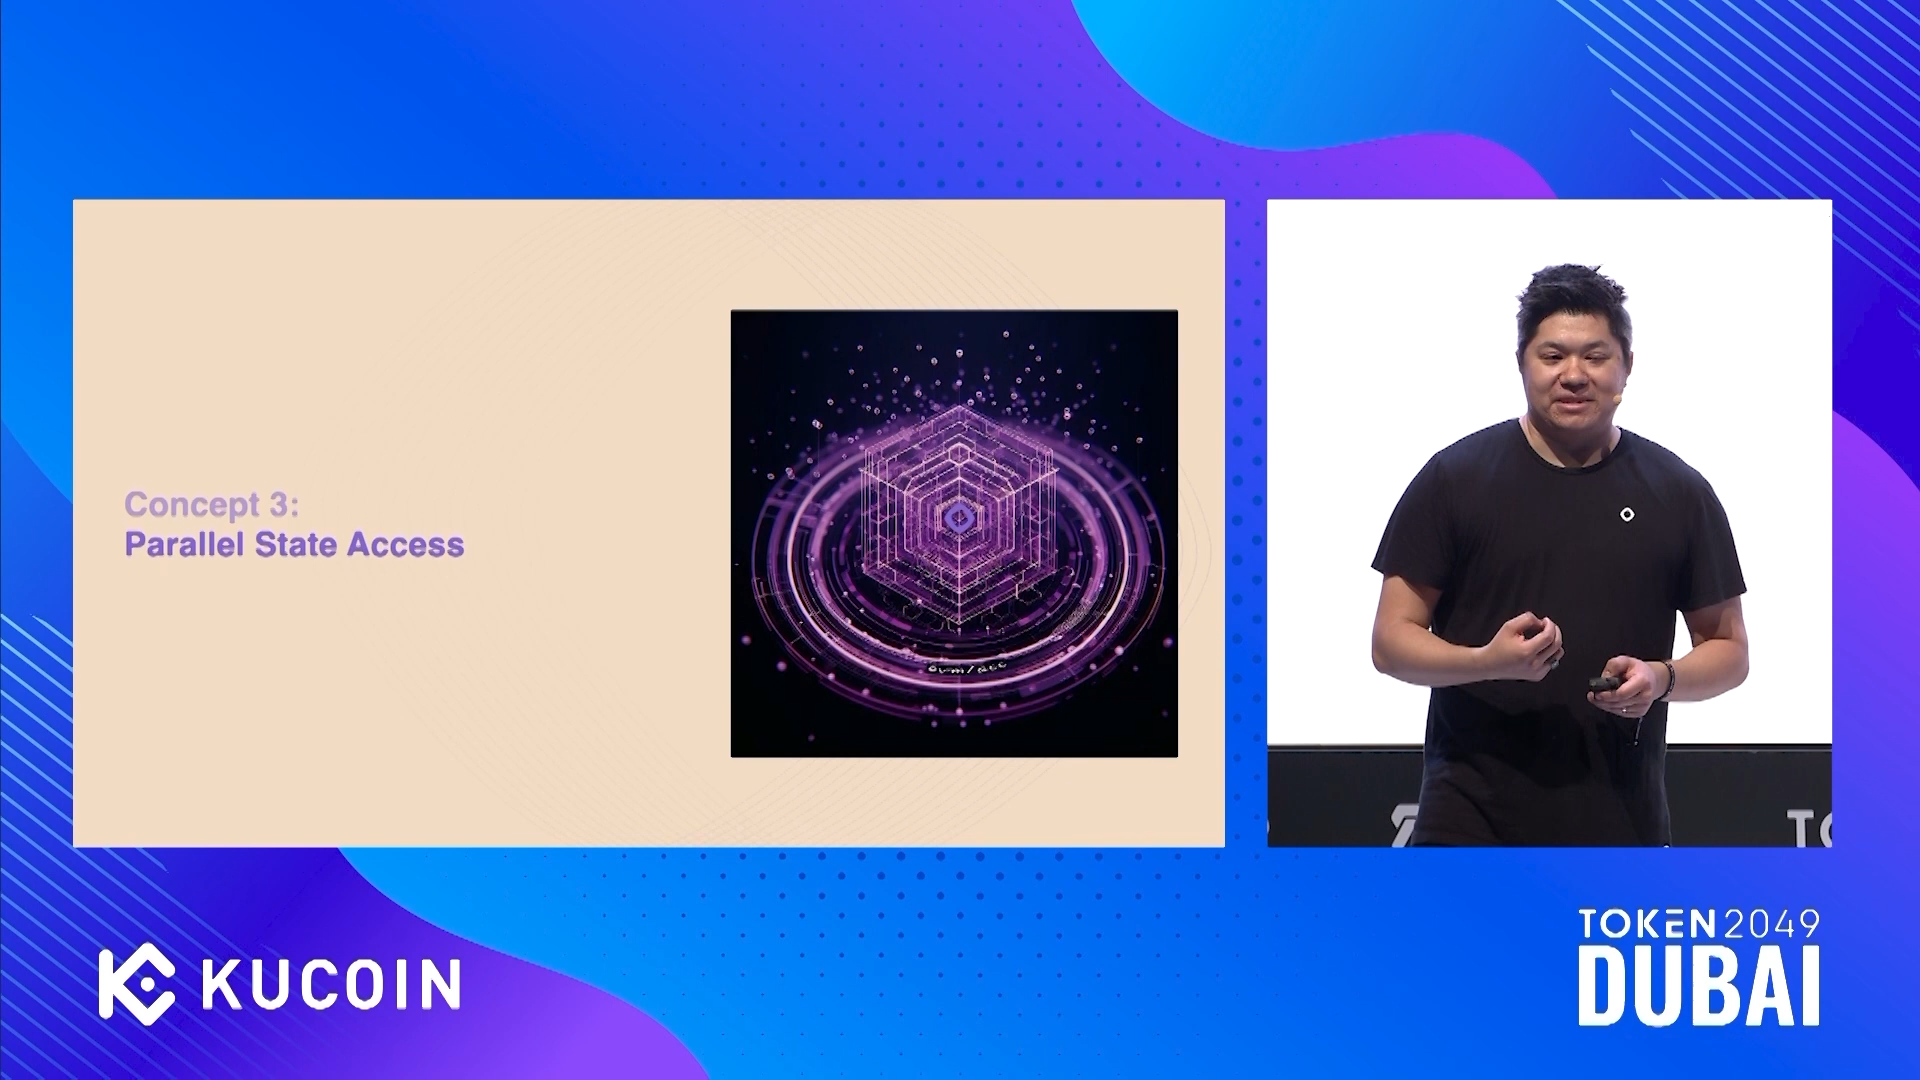 Concept 3:
Parallel State Access
KUCOIN
TOKEN2049
DUBAI